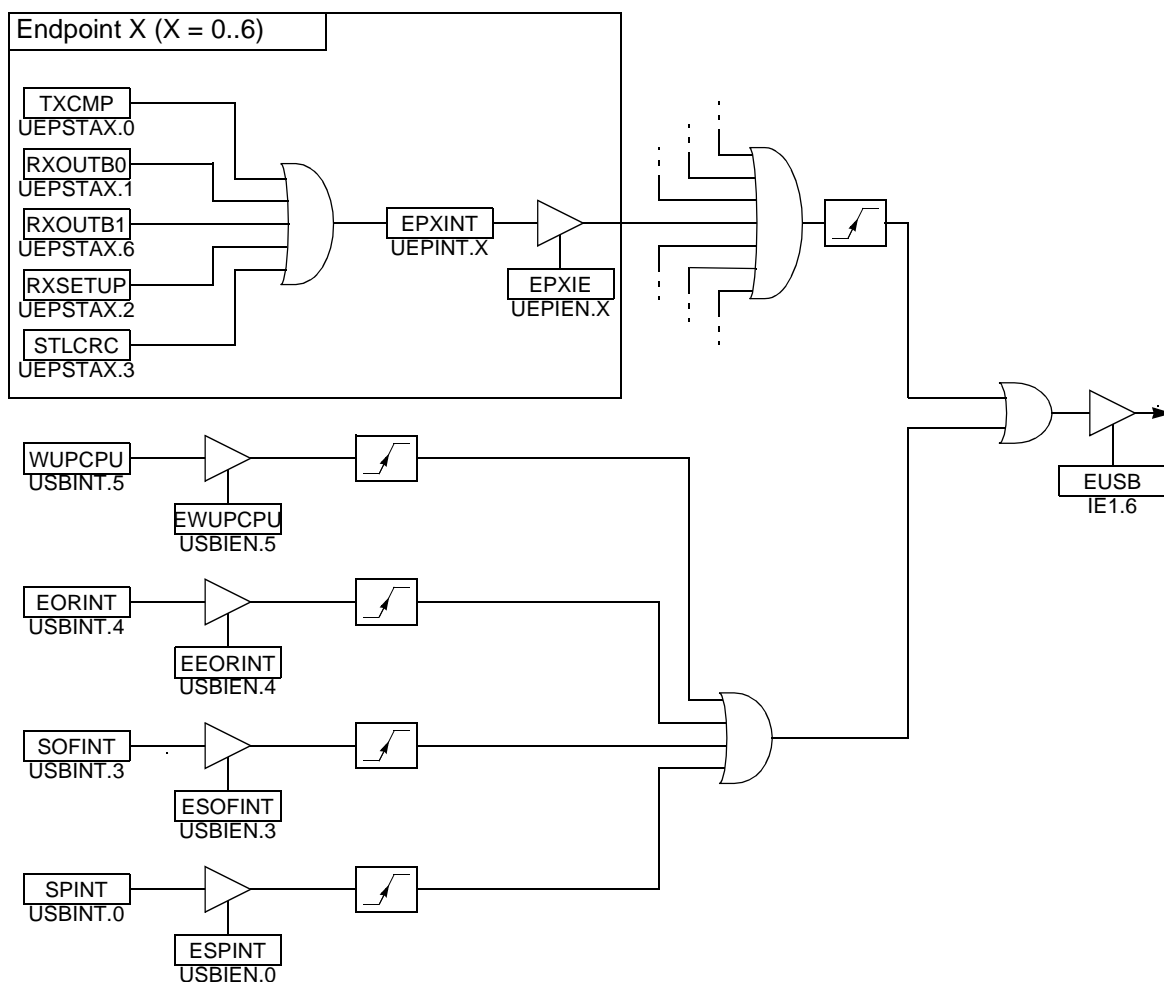 Endpoint X (X = 0..6)
TXCMP
UEPSTAX.0
RXOUTB0
UEPSTAX.1
RXOUTB1
UEPSTAX.6
RXSETUP
UEPSTAX.2
STLCRC
UEPSTAX.3
EPXINT
UEPINT.X
EPXIE
UEPIEN.X
WUPCPU
USBINT.5
EWUPCPU
USBIEN.5
EUSB
IE1.6
EORINT
USBINT.4
EEORINT
USBIEN.4
SOFINT
USBINT.3
ESOFINT
USBIEN.3
SPINT
USBINT.0
ESPINT
USBIEN.0